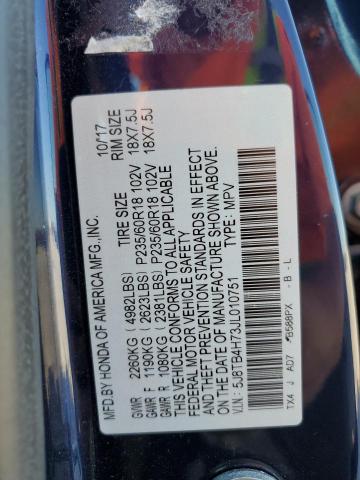 MFD.BY HONDA OF AMERICA MFG.,INC. 10/17
TIRE SIZE RIM SIZE
GVWR 2260KG (4982LBS)
GAWR F 1190KG (2623LBS) P235/60R18 102V 18X7.5J
GAWR R 1080KG (2381LBS) P235/60R18 102V 18X7.5J
THIS VEHICLE CONFORMS TO ALL APPLICABLE
FEDERAL MOTOR VEHICLE SAFETY
AND THEFT PREVENTION STANDARDS IN EFFECT
ON THE DATE OF MANUFACTURE SHOWN ABOVE.
V.I.N.: 5J8TB4H73JL010751 TYPE: MPV
TX4 J AD7 B588PX - B - L